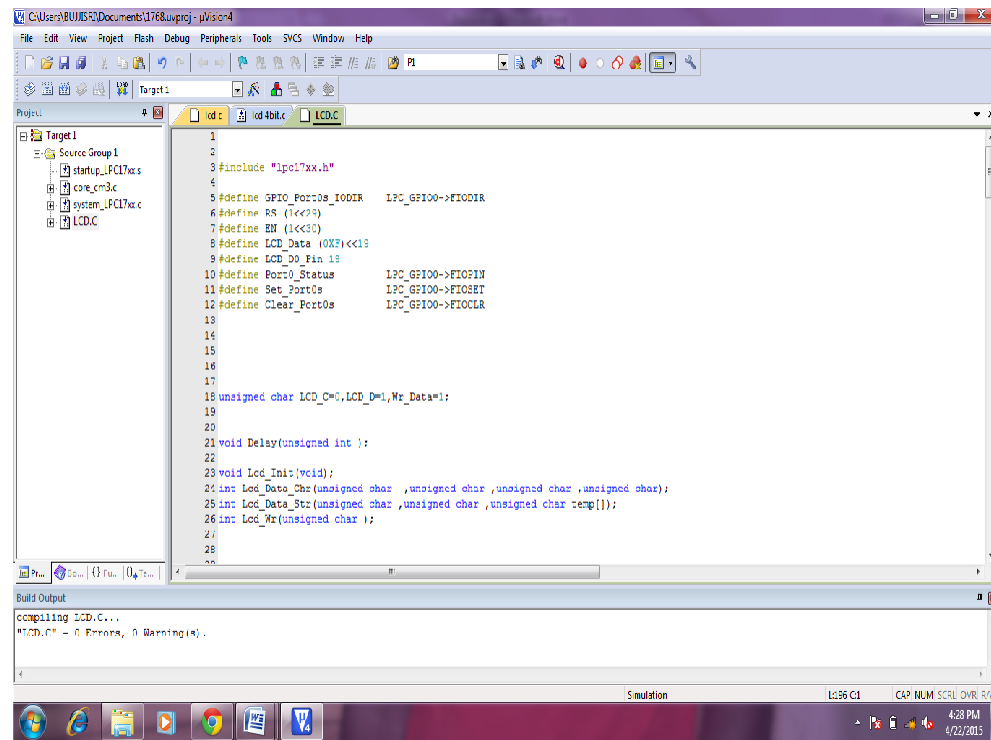 C:\Users\BUJJISRI\Documents\1768.uvproj - µVision4
File Edit View Project Flash Debug Peripherals Tools SVCS Window Help
P1
LOAD Target 1
Project
lcd c lcd 4bit.c LCD.C
Target 1
Source Group 1
startup_LPC17xx.s
core_cm3.c
system_LPC17xx.c
LCD.C
1
2
3 #include "lpc17xx.h"
4
5 #define GPIO_Port0s_IODIR LPC_GPIO0->FIODIR
6 #define RS (1<<29)
7 #define EN (1<<30)
8 #define LCD_Data (0XF)<<19
9 #define LCD_D0_Pin 19
10 #define Port0_Status LPC_GPIO0->FIOPIN
11 #define Set_Port0s LPC_GPIO0->FIOSET
12 #define Clear_Port0s LPC_GPIO0->FIOCLR
13
14
15
16
17
18 unsigned char LCD_C=0,LCD_D=1,Wr_Data=1;
19
20
21 void Delay(unsigned int );
22
23 void Lcd_Init(void);
24 int Lcd_Data_Chr(unsigned char ,unsigned char ,unsigned char ,unsigned char);
25 int Lcd_Data_Str(unsigned char ,unsigned char ,unsigned char temp[]);
26 int Lcd_Wr(unsigned char );
27
28
29
Pr... Bo... {} Fu... Te...
Build Output
compiling LCD.C...
"LCD.C" - 0 Errors, 0 Warning(s).
Simulation L:196 C:1 CAP NUM SCRL OVR
4:28 PM
4/22/2015